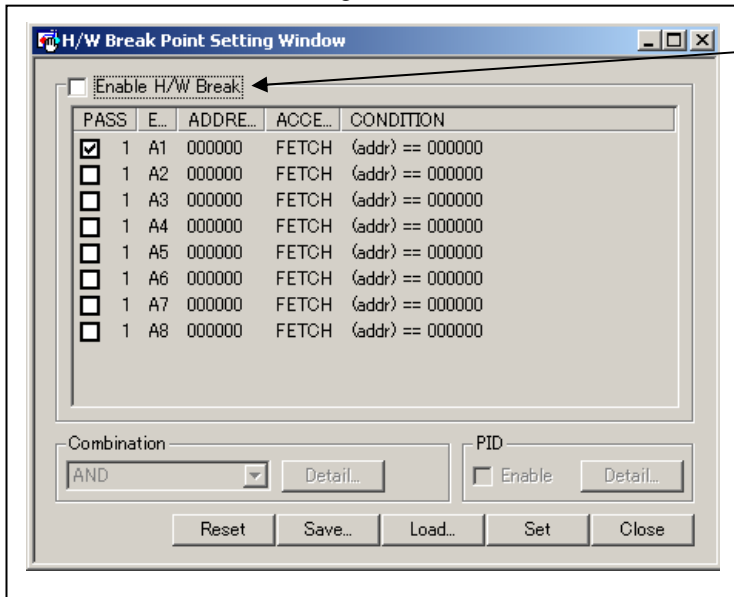 H/W Break Point Setting Window
Enable H/W Break
PASS E... ADDRE... ACCE... CONDITION
1 A1 000000 FETCH (addr) == 000000
1 A2 000000 FETCH (addr) == 000000
1 A3 000000 FETCH (addr) == 000000
1 A4 000000 FETCH (addr) == 000000
1 A5 000000 FETCH (addr) == 000000
1 A6 000000 FETCH (addr) == 000000
1 A7 000000 FETCH (addr) == 000000
1 A8 000000 FETCH (addr) == 000000
Combination PID
AND Detail... Enable Detail...
Reset Save... Load... Set Close